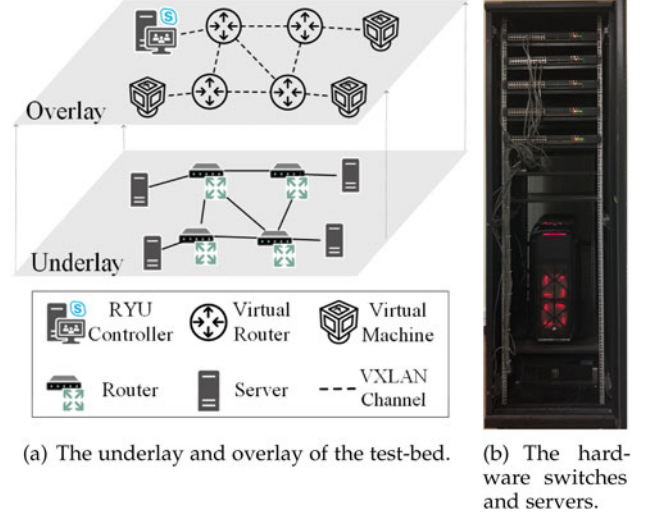 Overlay
Underlay
RYU
Controller
Virtual
Router
Virtual
Machine
Router
Server
VXLAN
Channel
(a) The underlay and overlay of the test-bed.
(b) The hard-
ware switches
and servers.